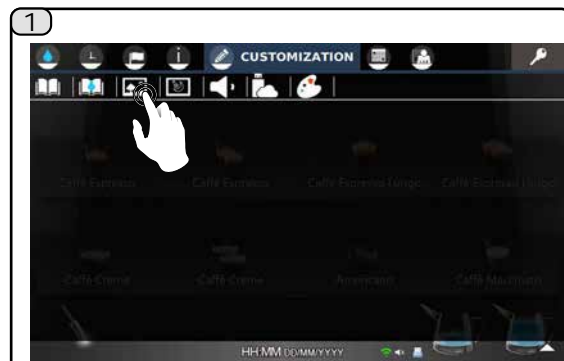 1
CUSTOMIZATION
Caffè Espresso Caffè Espresso Caffè Espresso Lungo Caffè Espresso Lungo
Caffè Creme Caffè Creme Americano Caffè Macchiato
HH:MM DD/MM/YYYY